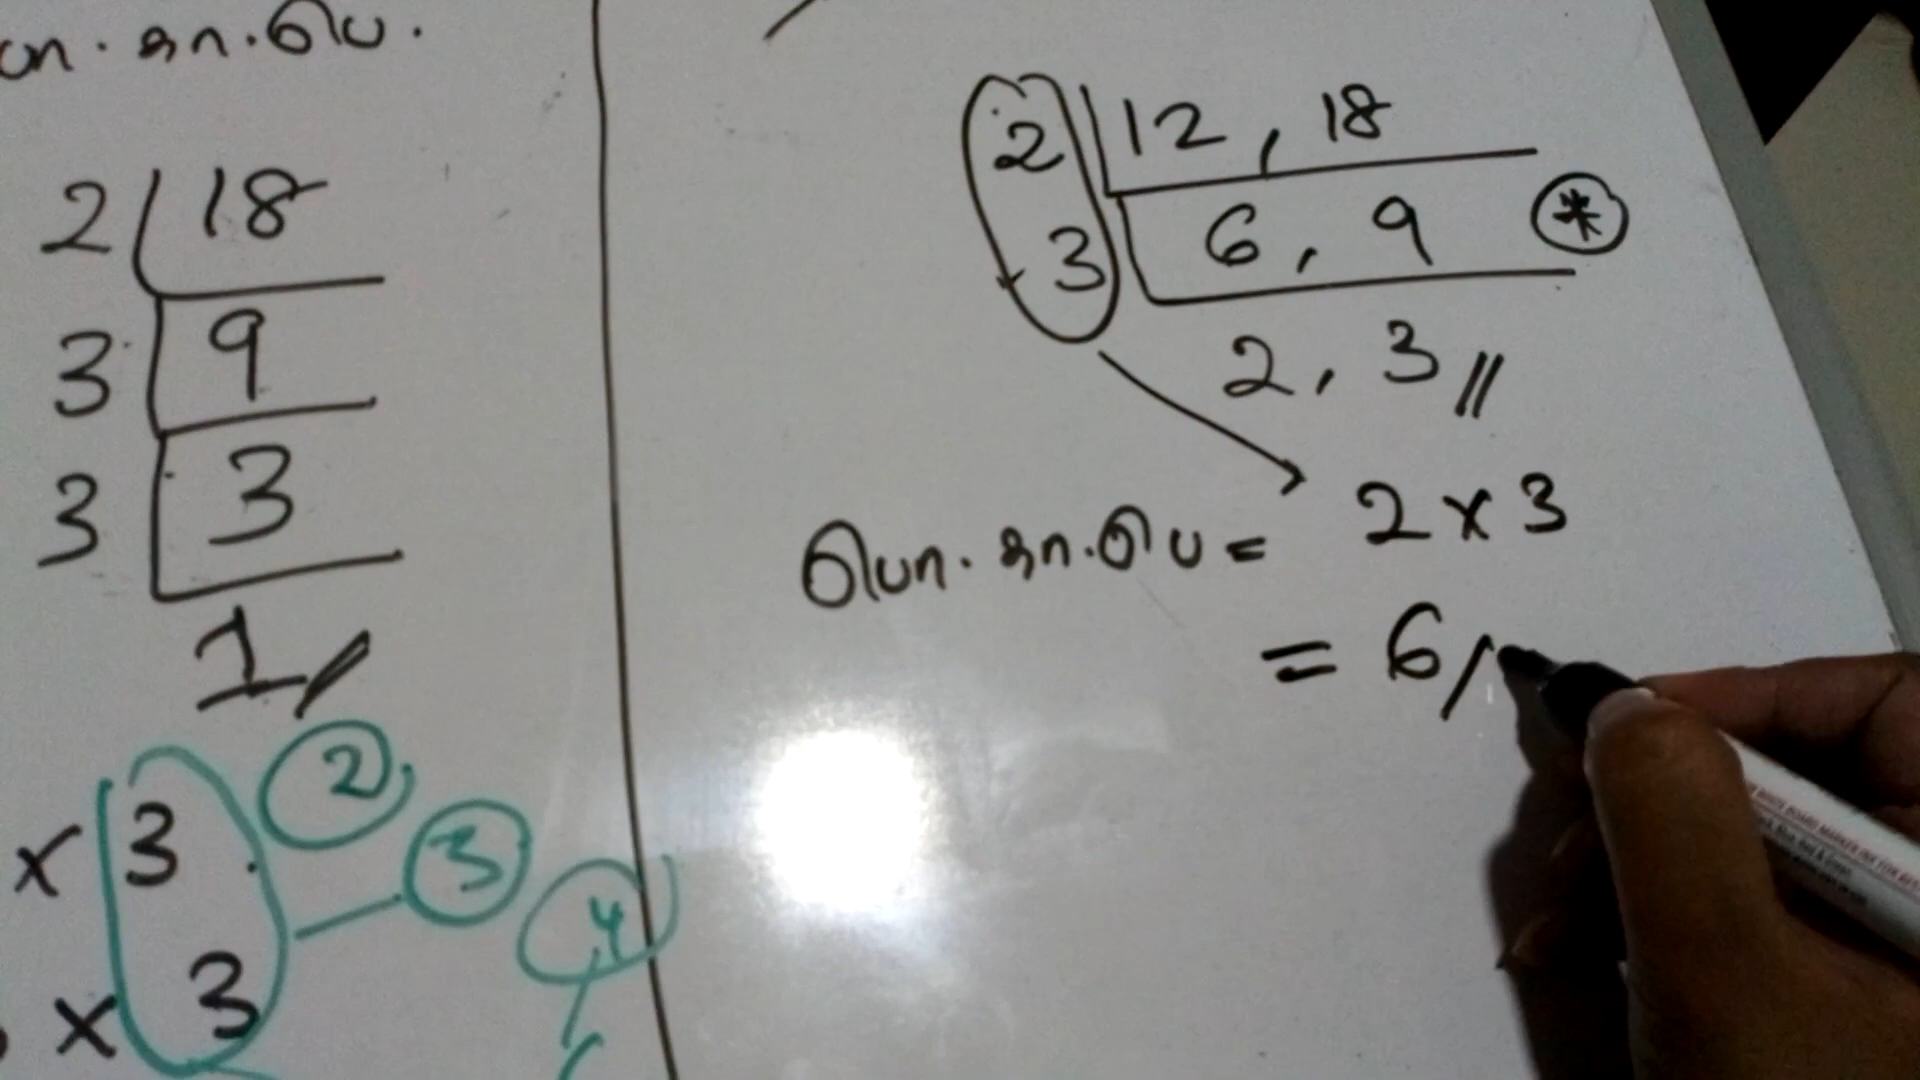 பொ.கா.பெ.
2 18
3 9
3 3
1
× 3 2
3
4
× 3
2 12, 18
3 6, 9 *
2, 3 //
பொ.கா.பெ = 2 × 3
= 6/